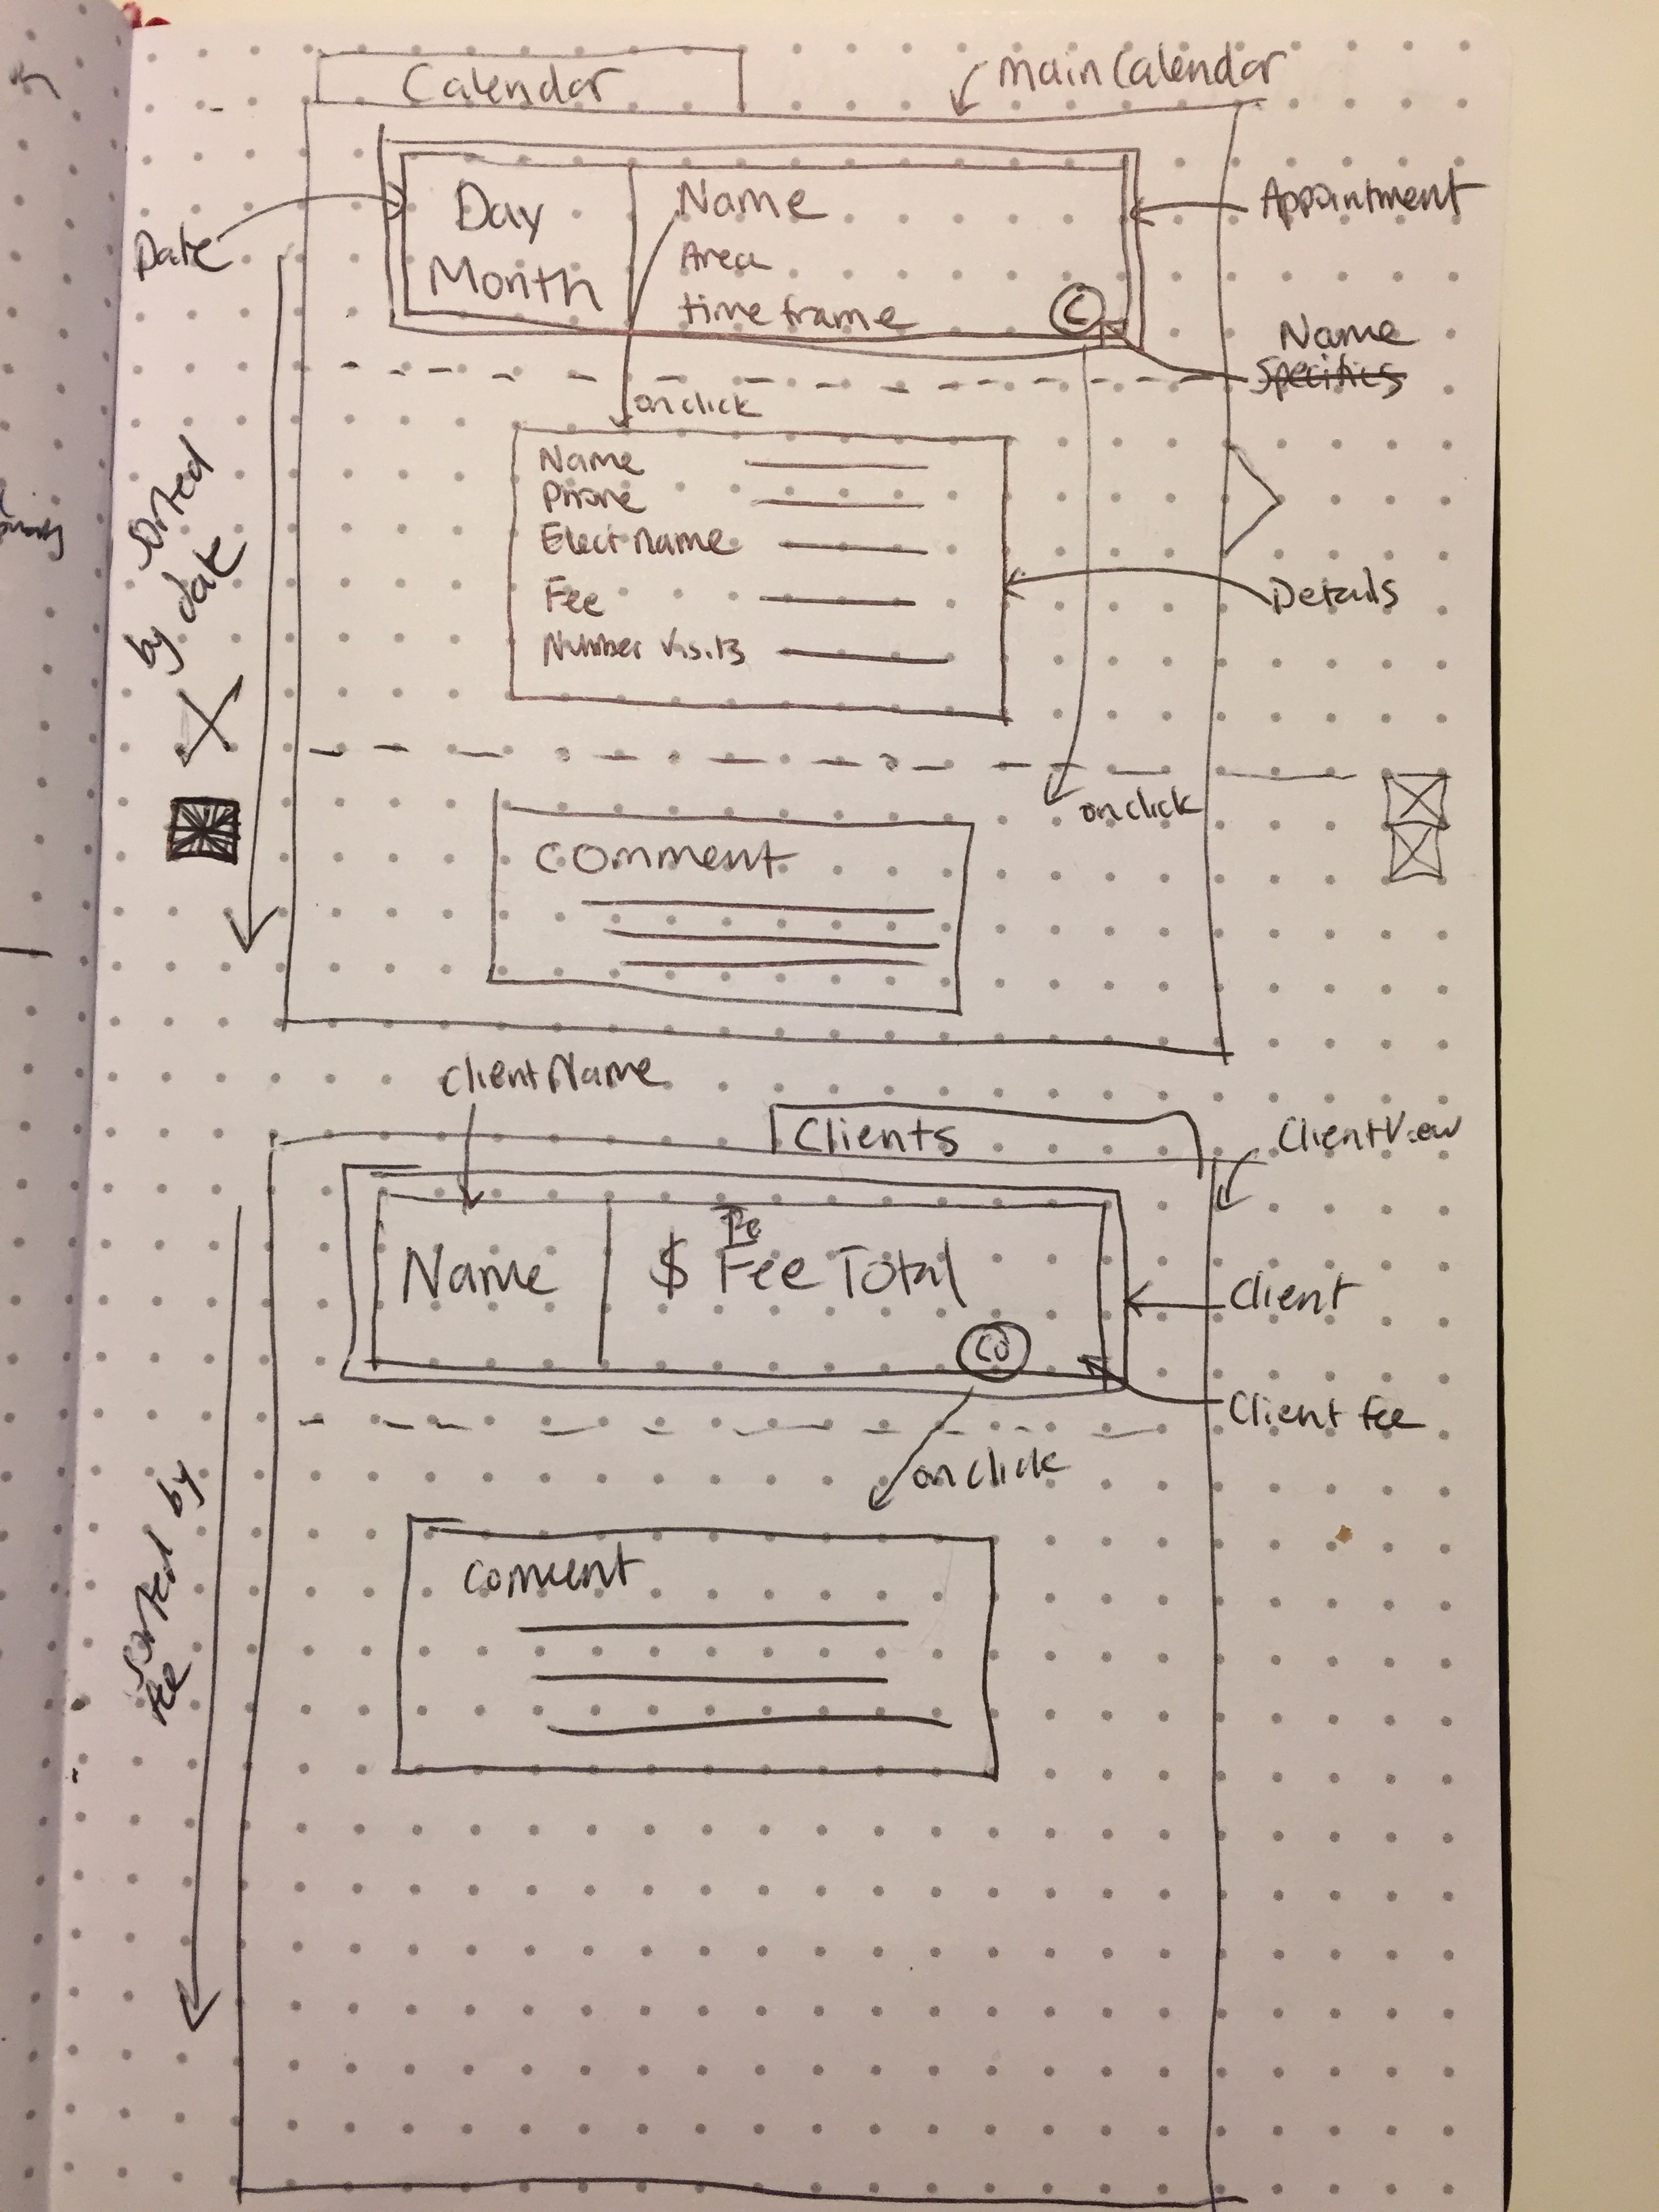 Calendar
mainCalendar
Day
Month
Name
Area
time frame
C
Date
Appointment
Name
Specifics
onclick
Name
Phone
Elect name
Fee
Number visits
Details
sorted
by date
onclick
comment
clientName
Clients
ClientView
Name
$ Fee Total
Co
Client
Client fee
onclick
comment
sorted by
fee